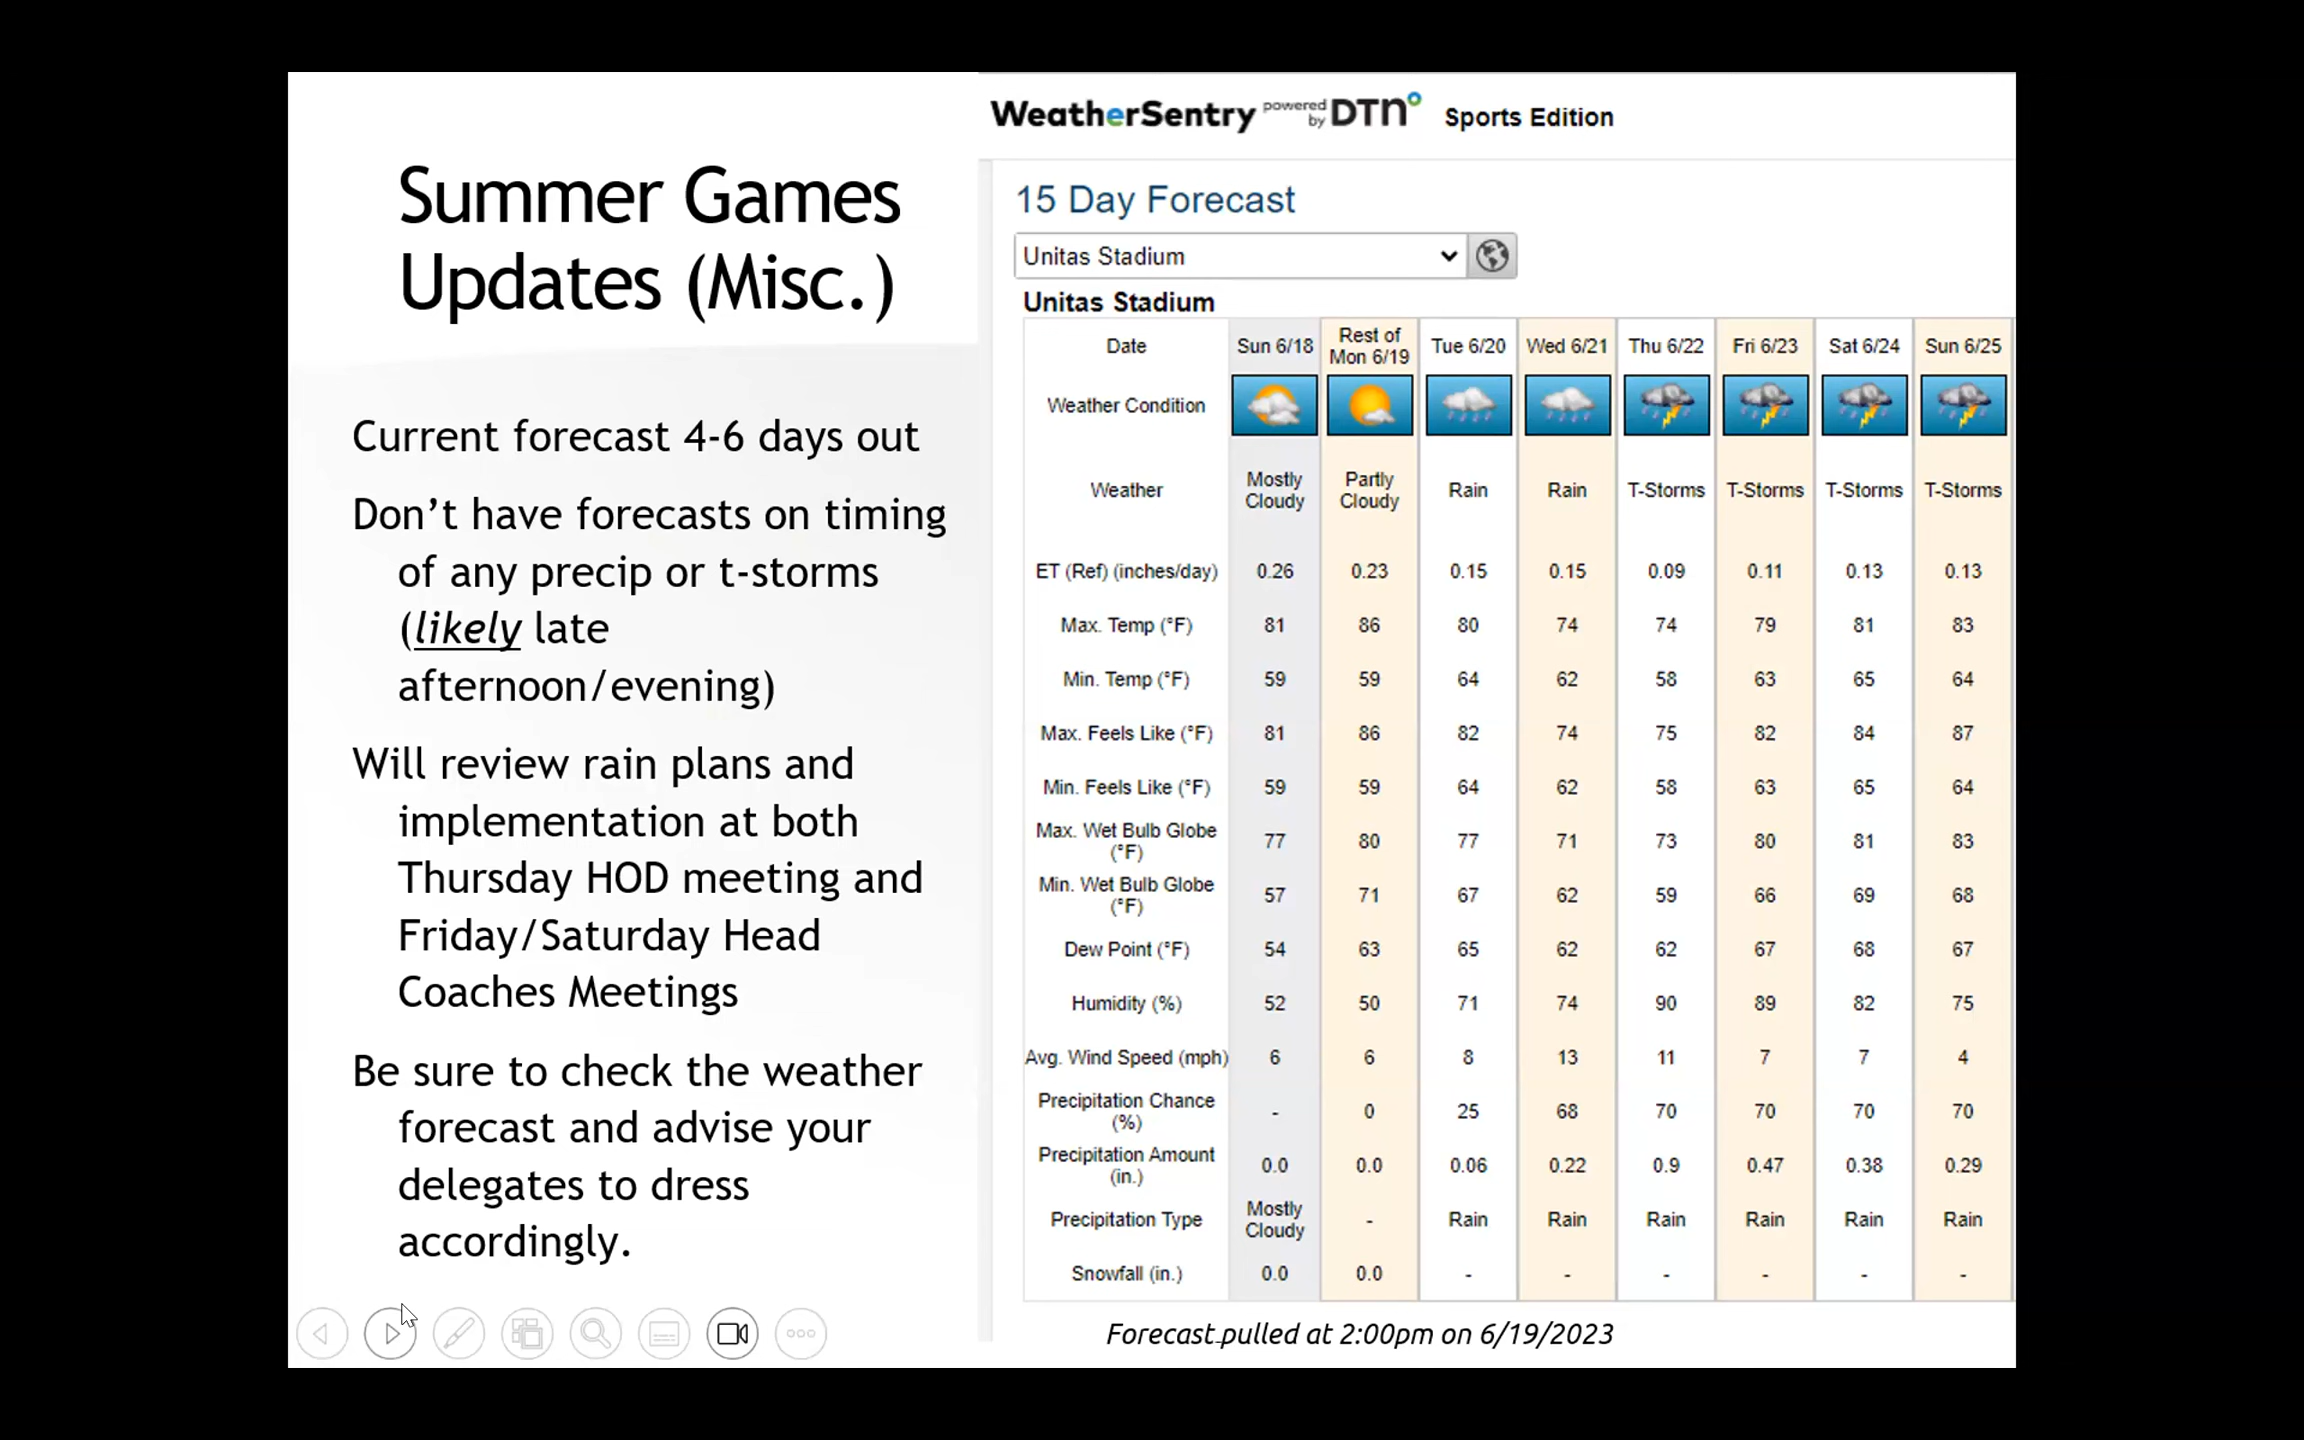 Summer Games
Updates (Misc.)
Current forecast 4-6 days out
Don’t have forecasts on timing
of any precip or t-storms
(likely late
afternoon/evening)
Will review rain plans and
implementation at both
Thursday HOD meeting and
Friday/Saturday Head
Coaches Meetings
Be sure to check the weather
forecast and advise your
delegates to dress
accordingly.
WeatherSentry powered by DTN Sports Edition
15 Day Forecast
Unitas Stadium
Unitas Stadium
Date Sun 6/18 Rest of Mon 6/19 Tue 6/20 Wed 6/21 Thu 6/22 Fri 6/23 Sat 6/24 Sun 6/25
Weather Condition
Weather Mostly Cloudy Partly Cloudy Rain Rain T-Storms T-Storms T-Storms T-Storms
ET (Ref) (inches/day) 0.26 0.23 0.15 0.15 0.09 0.11 0.13 0.13
Max. Temp (°F) 81 86 80 74 74 79 81 83
Min. Temp (°F) 59 59 64 62 58 63 65 64
Max. Feels Like (°F) 81 86 82 74 75 82 84 87
Min. Feels Like (°F) 59 59 64 62 58 63 65 64
Max. Wet Bulb Globe (°F) 77 80 77 71 73 80 81 83
Min. Wet Bulb Globe (°F) 57 71 67 62 59 66 69 68
Dew Point (°F) 54 63 65 62 62 67 68 67
Humidity (%) 52 50 71 74 90 89 82 75
Avg. Wind Speed (mph) 6 6 8 13 11 7 7 4
Precipitation Chance (%) - 0 25 68 70 70 70 70
Precipitation Amount (in.) 0.0 0.0 0.06 0.22 0.9 0.47 0.38 0.29
Precipitation Type Mostly Cloudy - Rain Rain Rain Rain Rain Rain
Snowfall (in.) 0.0 0.0 - - - - - -
Forecast pulled at 2:00pm on 6/19/2023